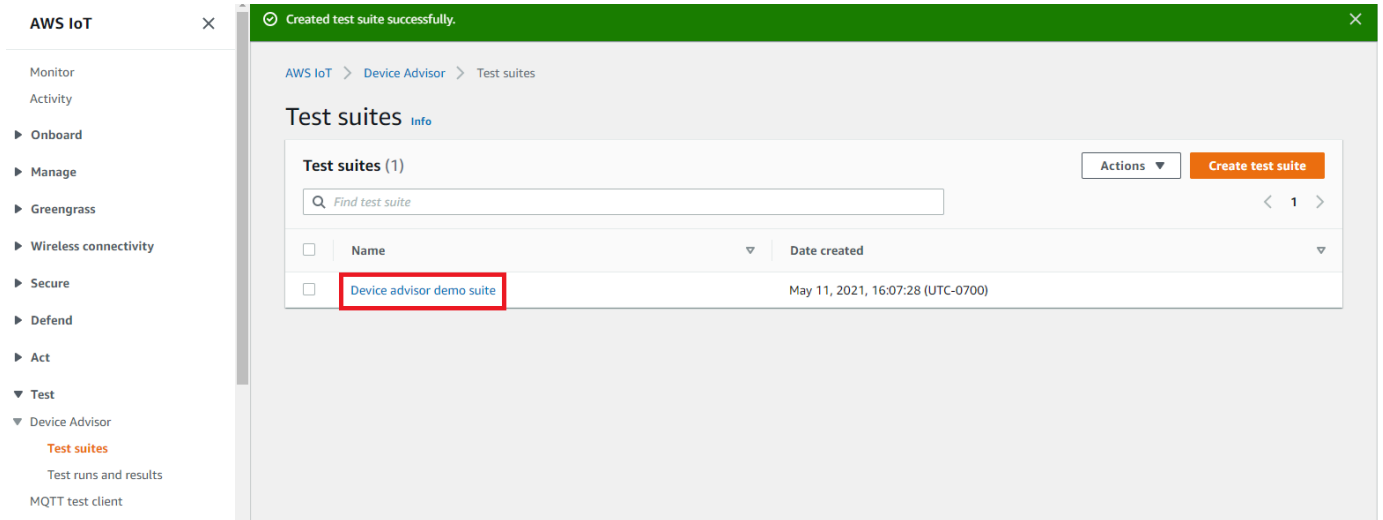 AWS IoT
Monitor
Activity
Onboard
Manage
Greengrass
Wireless connectivity
Secure
Defend
Act
Test
Device Advisor
Test suites
Test runs and results
MQTT test client
Created test suite successfully.
AWS IoT > Device Advisor > Test suites
Test suites Info
Test suites (1)
Actions
Create test suite
Find test suite
1
Name
Date created
Device advisor demo suite
May 11, 2021, 16:07:28 (UTC-0700)